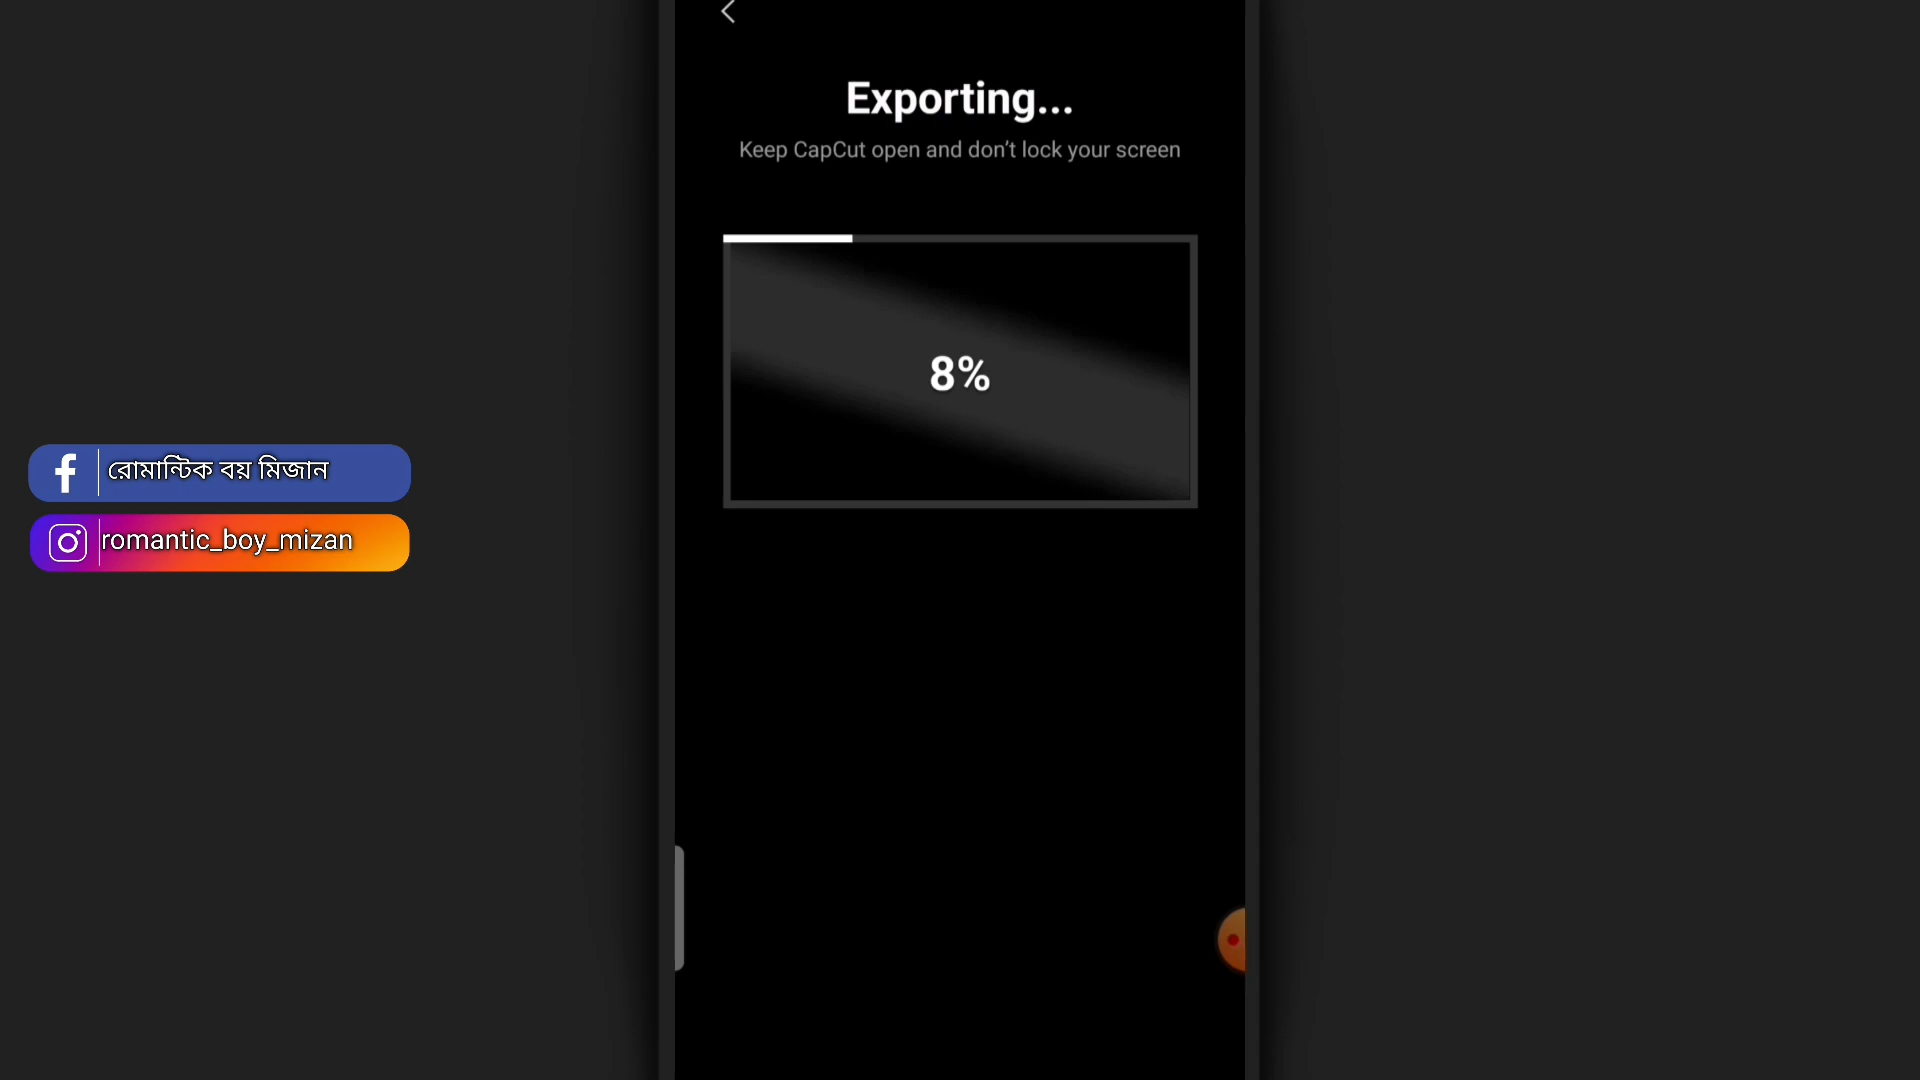 Exporting...
Keep CapCut open and don’t lock your screen
8%
রোমান্টিক বয় মিজান
romantic_boy_mizan